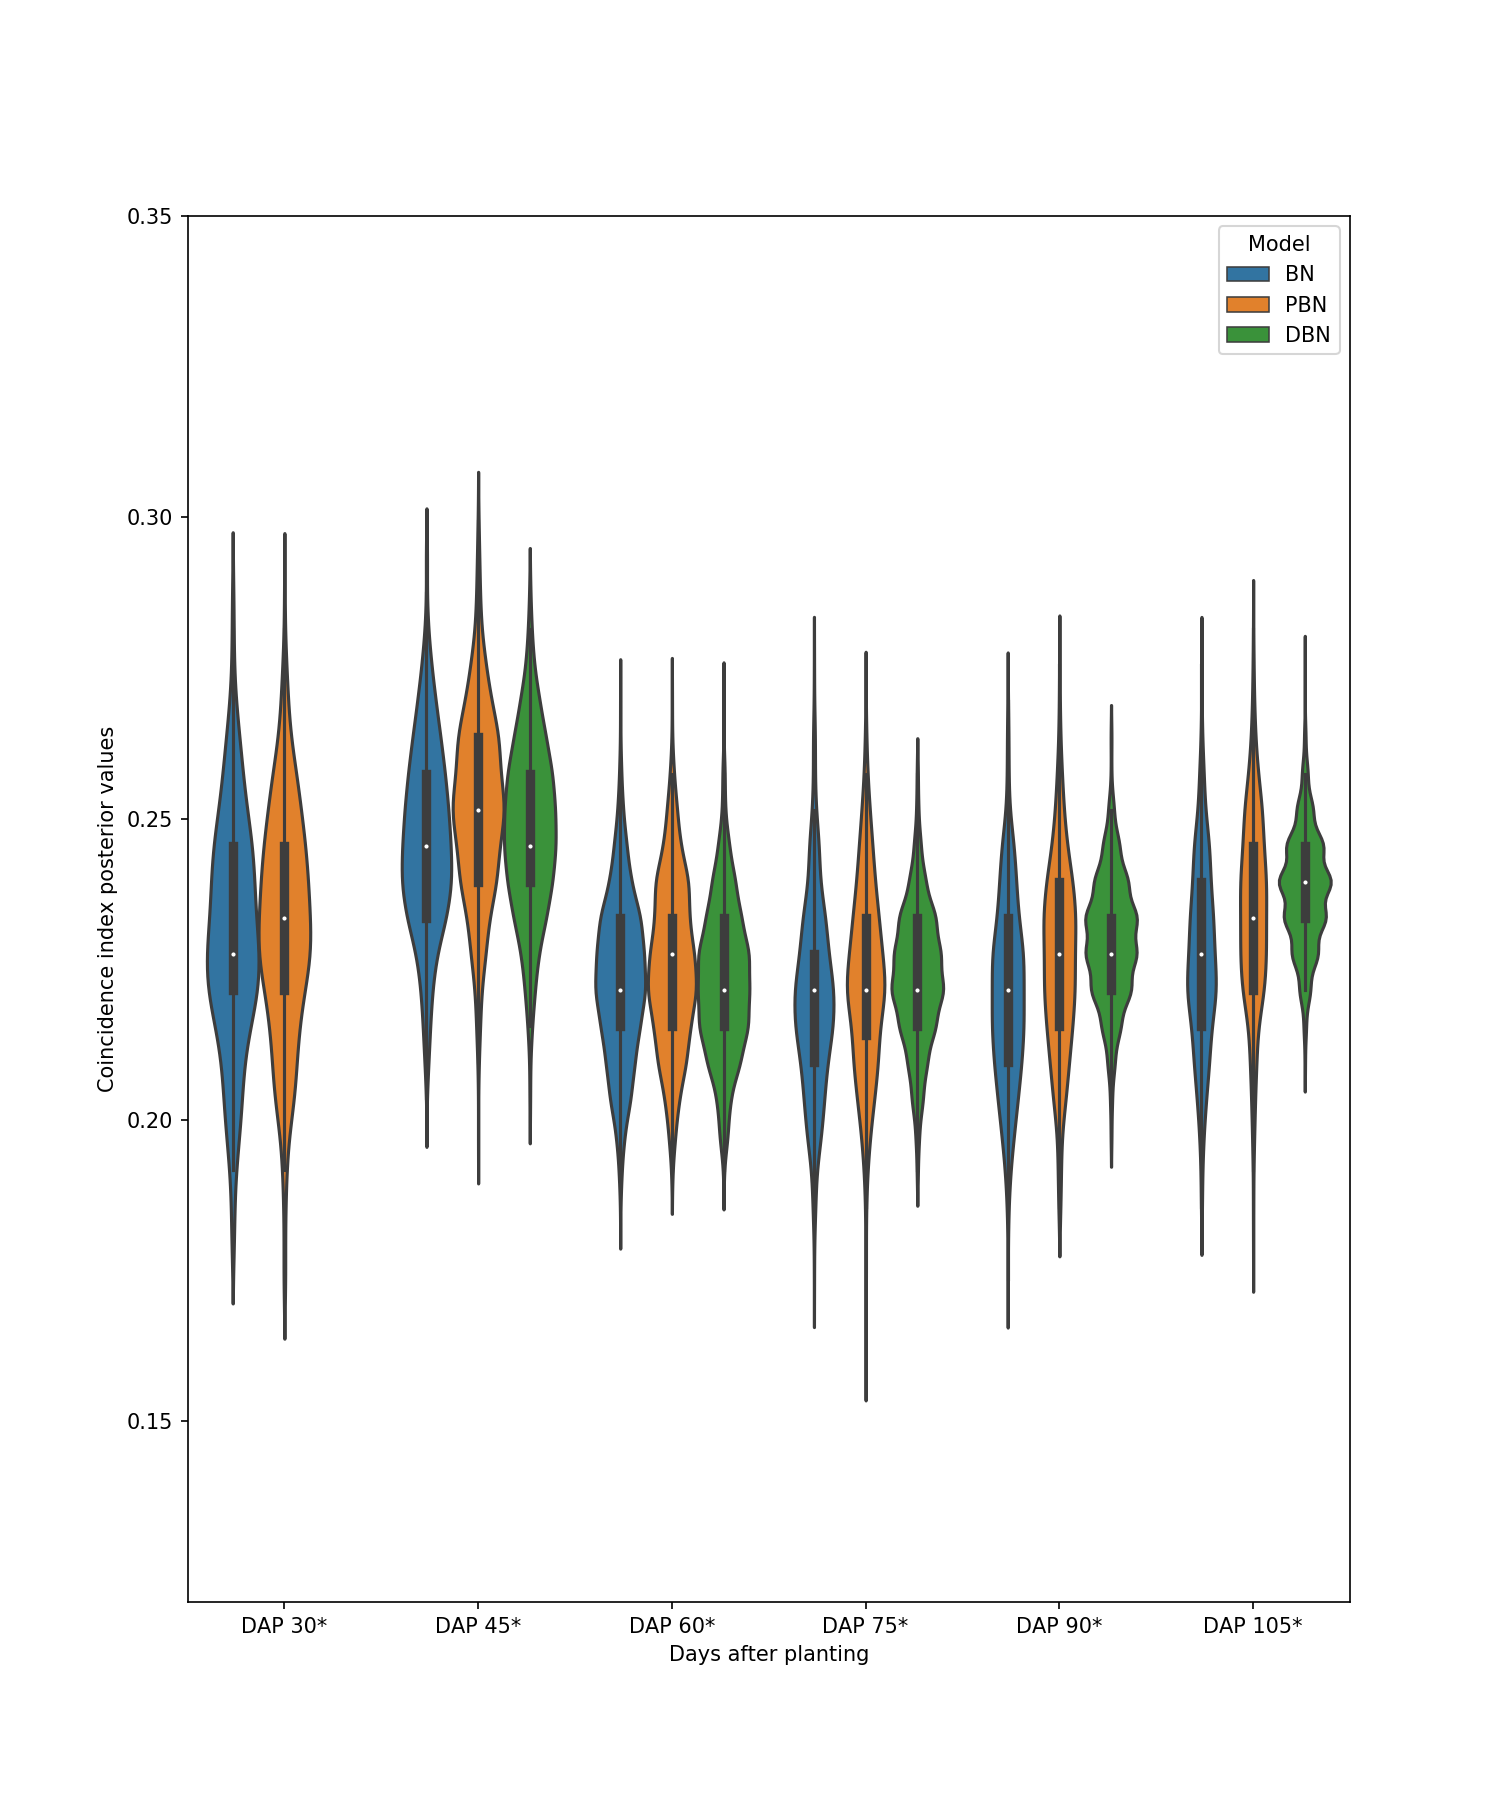 0.35
0.30
0.25
0.20
0.15
Coincidence index posterior values
Model
BN
PBN
DBN
DAP 30*
DAP 45*
DAP 60*
DAP 75*
DAP 90*
DAP 105*
Days after planting